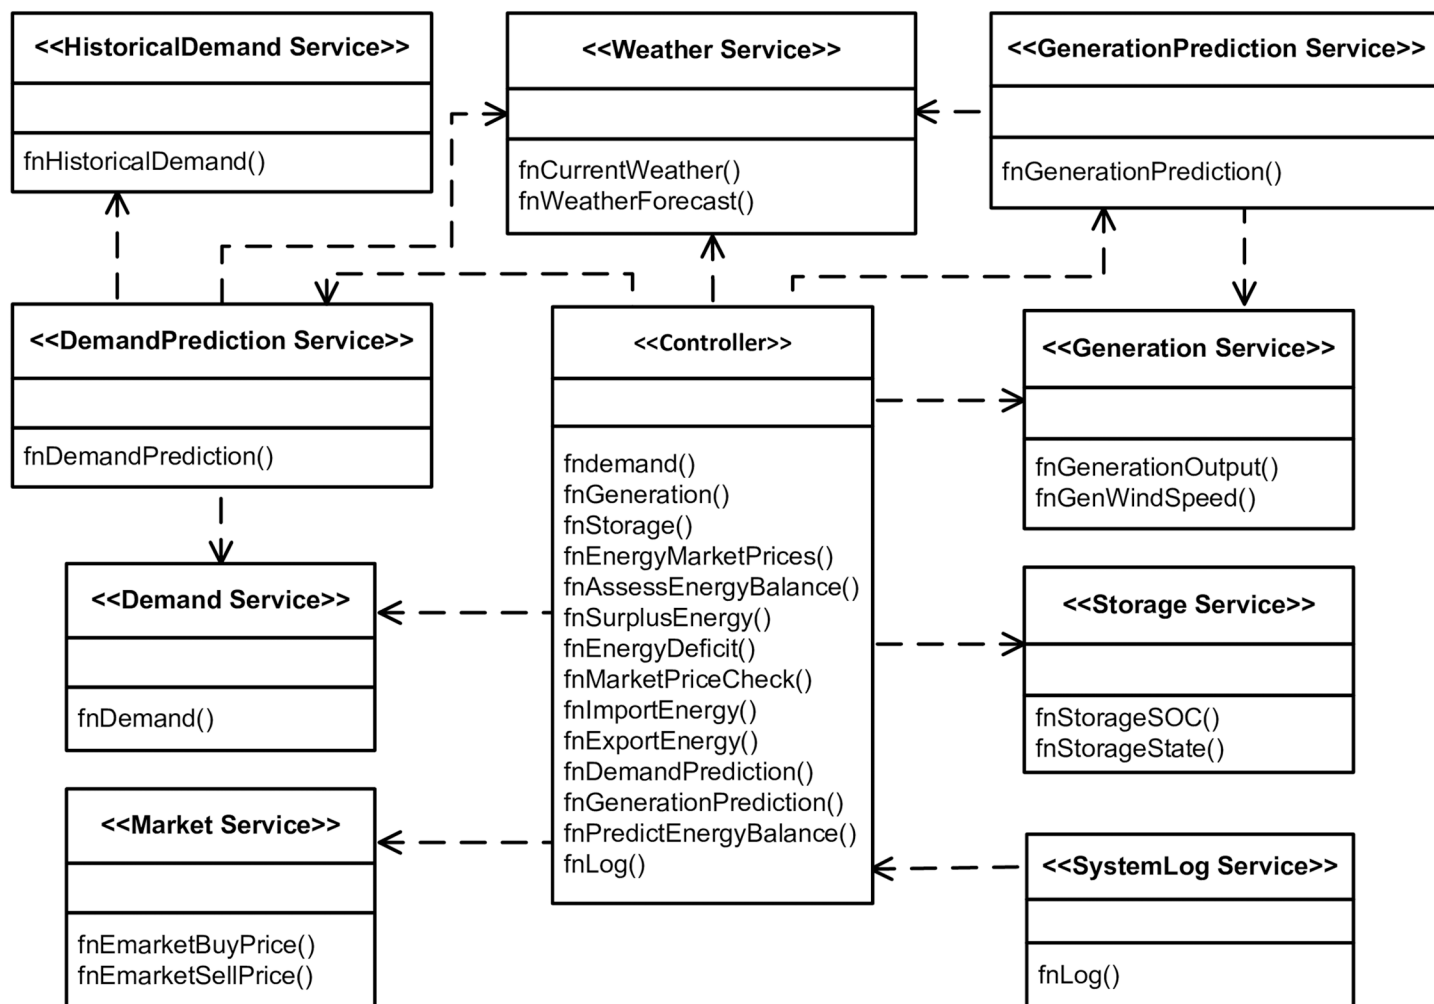 <<HistoricalDemand Service>>
fnHistoricalDemand()
<<Weather Service>>
fnCurrentWeather()
fnWeatherForecast()
<<GenerationPrediction Service>>
fnGenerationPrediction()
<<DemandPrediction Service>>
fnDemandPrediction()
<<Controller>>
fndemand()
fnGeneration()
fnStorage()
fnEnergyMarketPrices()
fnAssessEnergyBalance()
fnSurplusEnergy()
fnEnergyDeficit()
fnMarketPriceCheck()
fnImportEnergy()
fnExportEnergy()
fnDemandPrediction()
fnGenerationPrediction()
fnPredictEnergyBalance()
fnLog()
<<Generation Service>>
fnGenerationOutput()
fnGenWindSpeed()
<<Demand Service>>
fnDemand()
<<Storage Service>>
fnStorageSOC()
fnStorageState()
<<Market Service>>
fnEmarketBuyPrice()
fnEmarketSellPrice()
<<SystemLog Service>>
fnLog()